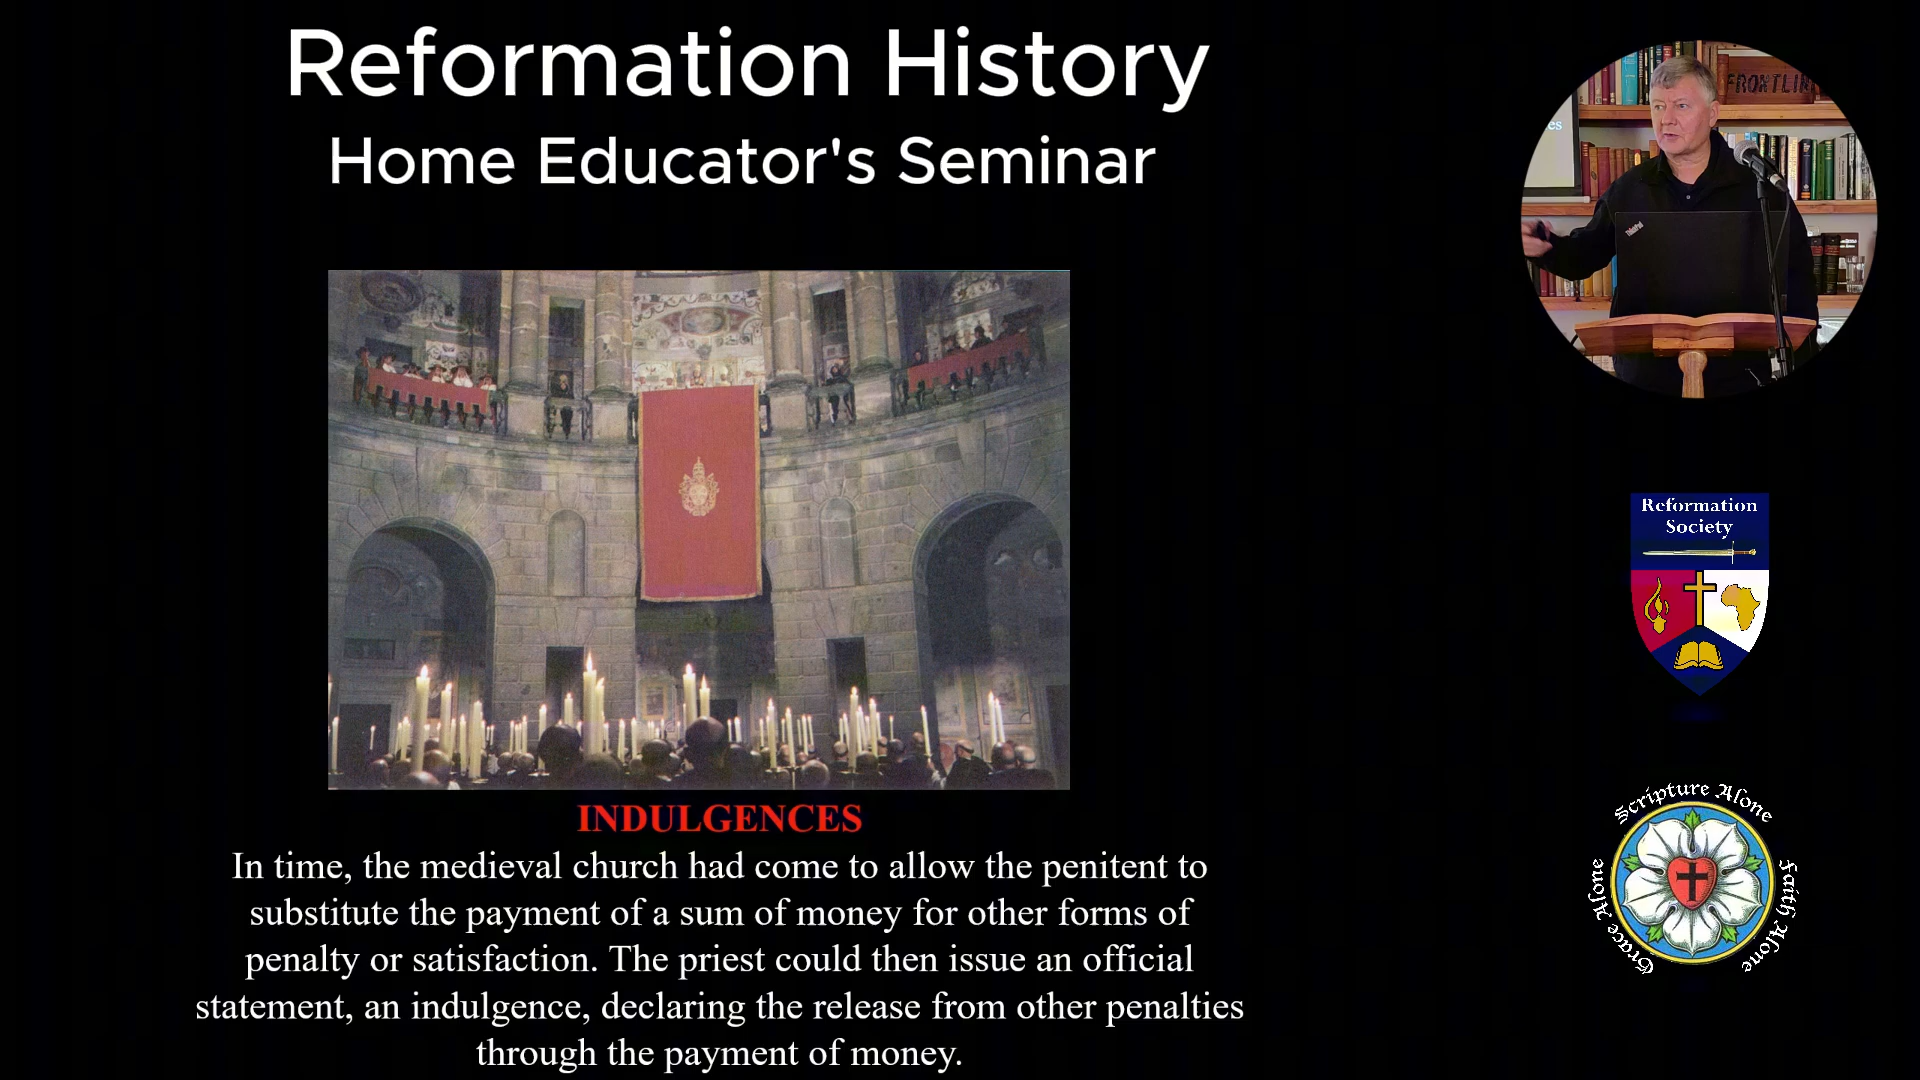 Reformation History
Home Educator's Seminar
FRONTLIN
es
ThinkPad
INDULGENCES
In time, the medieval church had come to allow the penitent to
substitute the payment of a sum of money for other forms of
penalty or satisfaction. The priest could then issue an official
statement, an indulgence, declaring the release from other penalties
through the payment of money.
Reformation
Society
Scripture Alone
Grace Alone
Faith Alone